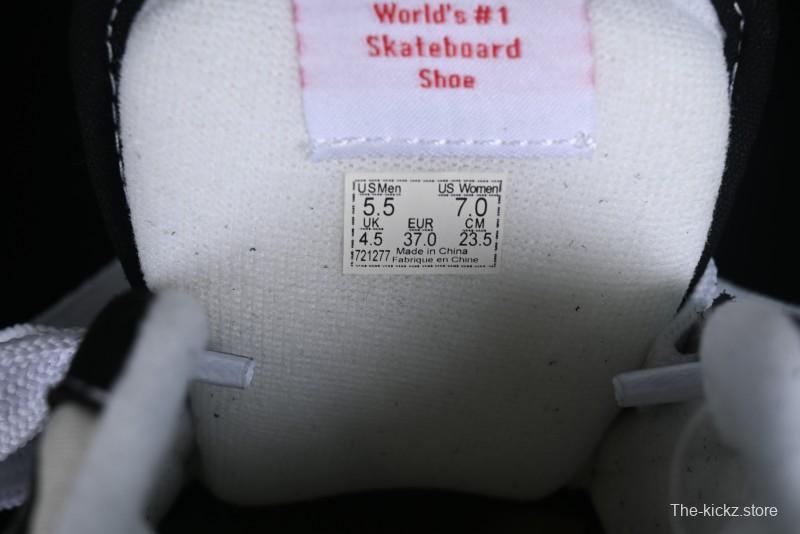 World's #1
Skateboard
Shoe
US Men US Women
5.5 7.0
UK EUR CM
4.5 37.0 23.5
721277 Made in China
Fabrique en Chine
The-kickz.store